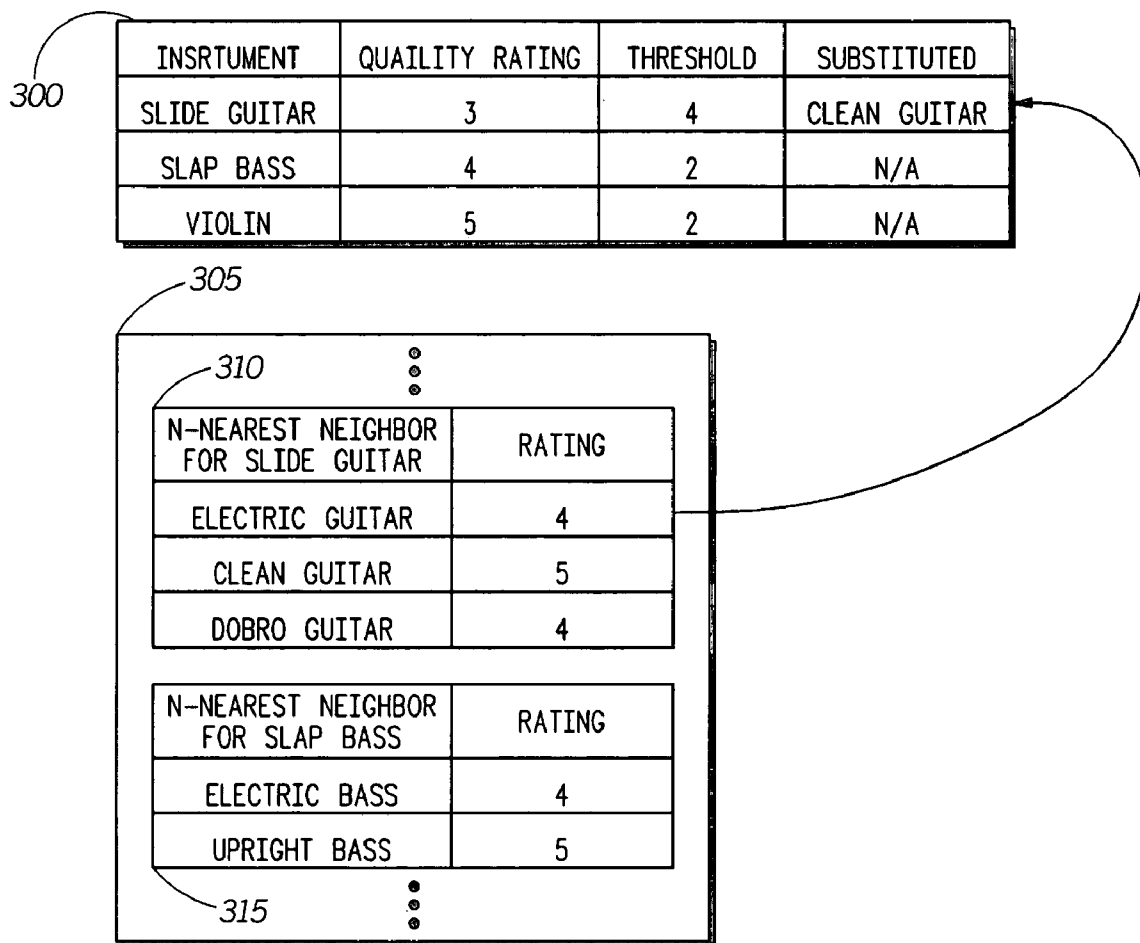 300
INSRTUMENT QUAILITY RATING THRESHOLD SUBSTITUTED
SLIDE GUITAR 3 4 CLEAN GUITAR
SLAP BASS 4 2 N/A
VIOLIN 5 2 N/A
305
310
N-NEAREST NEIGHBOR
FOR SLIDE GUITAR RATING
ELECTRIC GUITAR 4
CLEAN GUITAR 5
DOBRO GUITAR 4
N-NEAREST NEIGHBOR
FOR SLAP BASS RATING
ELECTRIC BASS 4
UPRIGHT BASS 5
315